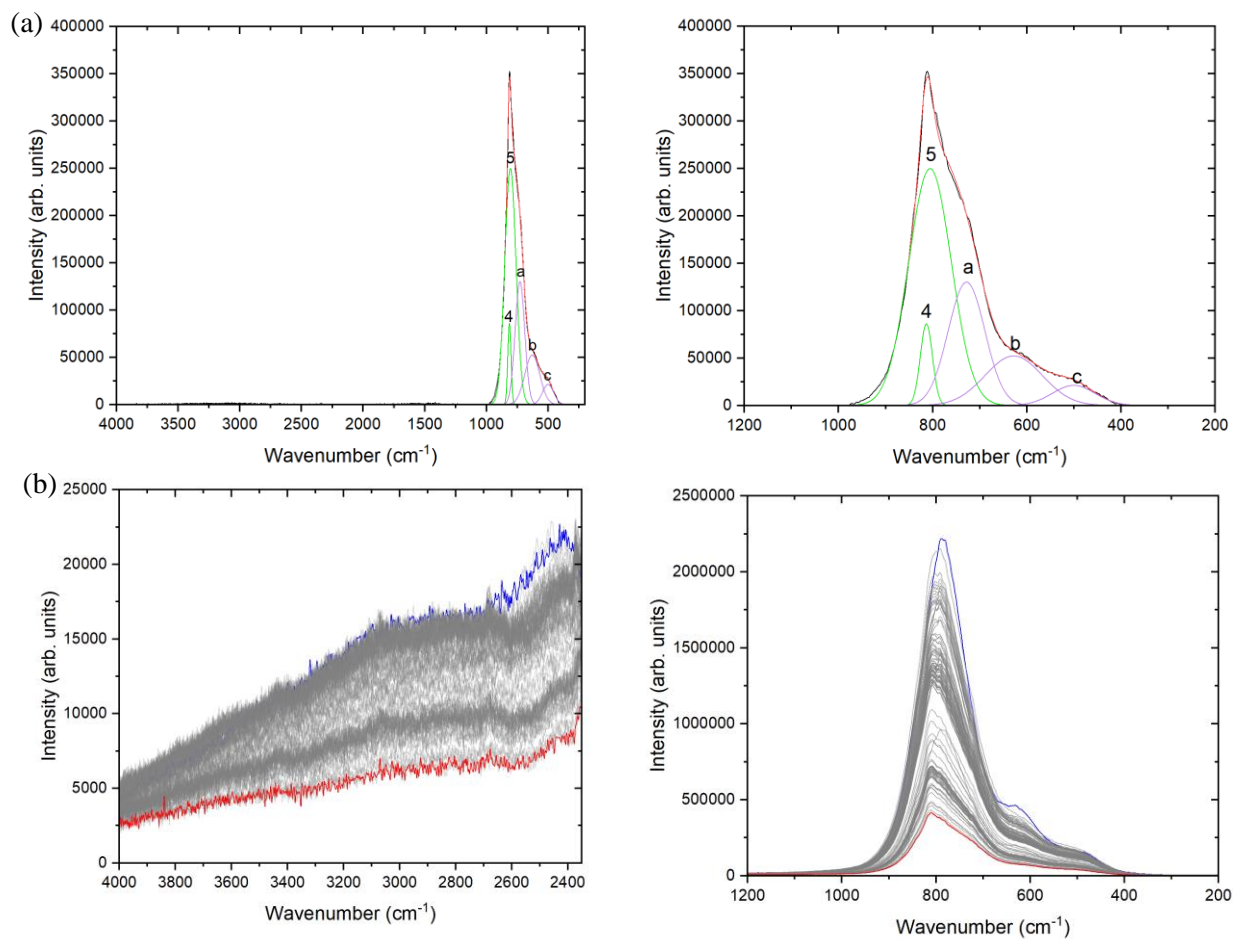 (a)
400000
350000
300000
250000
200000
150000
100000
50000
0
Intensity (arb. units)
5
a
4
b
c
4000 3500 3000 2500 2000 1500 1000 500
Wavenumber (cm⁻¹)
400000
350000
300000
250000
200000
150000
100000
50000
0
Intensity (arb. units)
5
a
4
b
c
1200 1000 800 600 400 200
Wavenumber (cm⁻¹)
(b)
25000
20000
15000
10000
5000
0
Intensity (arb. units)
4000 3800 3600 3400 3200 3000 2800 2600 2400
Wavenumber (cm⁻¹)
2500000
2000000
1500000
1000000
500000
0
Intensity (arb. units)
1200 1000 800 600 400 200
Wavenumber (cm⁻¹)